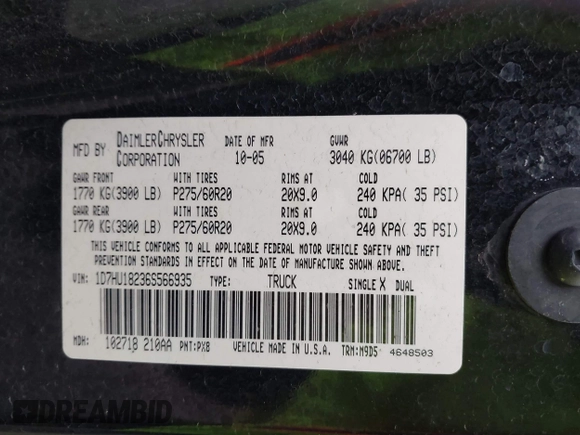 MFD BY DAIMLERCHRYSLER CORPORATION DATE OF MFR 10-05 GVWR 3040 KG(06700 LB)
GAWR FRONT WITH TIRES RIMS AT COLD
1770 KG(3900 LB) P275/60R20 20X9.0 240 KPA( 35 PSI)
GAWR REAR WITH TIRES RIMS AT COLD
1770 KG(3900 LB) P275/60R20 20X9.0 240 KPA( 35 PSI)
THIS VEHICLE CONFORMS TO ALL APPLICABLE FEDERAL MOTOR VEHICLE SAFETY AND THEFT
PREVENTION STANDARDS IN EFFECT ON THE DATE OF MANUFACTURE SHOWN ABOVE.
VIN: 1D7HU18236S566935 TYPE: TRUCK SINGLE X DUAL
MDH: 102718 210AA PNT:PX8 VEHICLE MADE IN U.S.A. TRN:M9D5 4648503
DREAMBID